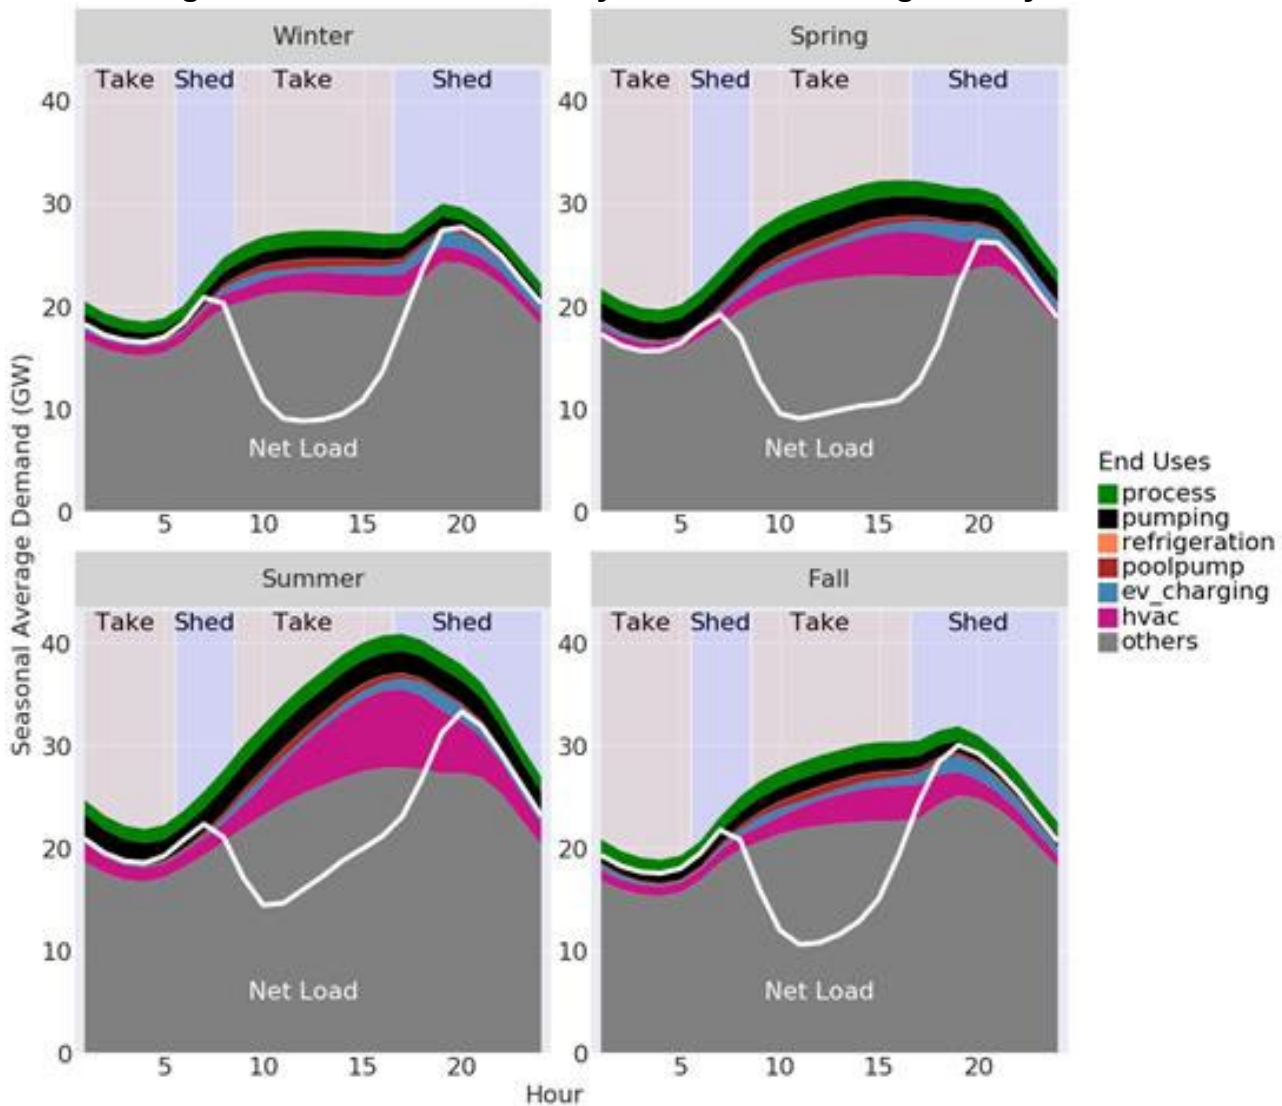 Winter
Spring
Take Shed Take Shed
Take Shed Take Shed
40
30
20
10
0
Net Load
5 10 15 20
40
30
20
10
0
Net Load
5 10 15 20
Seasonal Average Demand (GW)
Summer
Fall
Take Shed Take Shed
Take Shed Take Shed
40
30
20
10
0
Net Load
5 10 15 20
40
30
20
10
0
Net Load
5 10 15 20
Hour
End Uses
process
pumping
refrigeration
poolpump
ev_charging
hvac
others